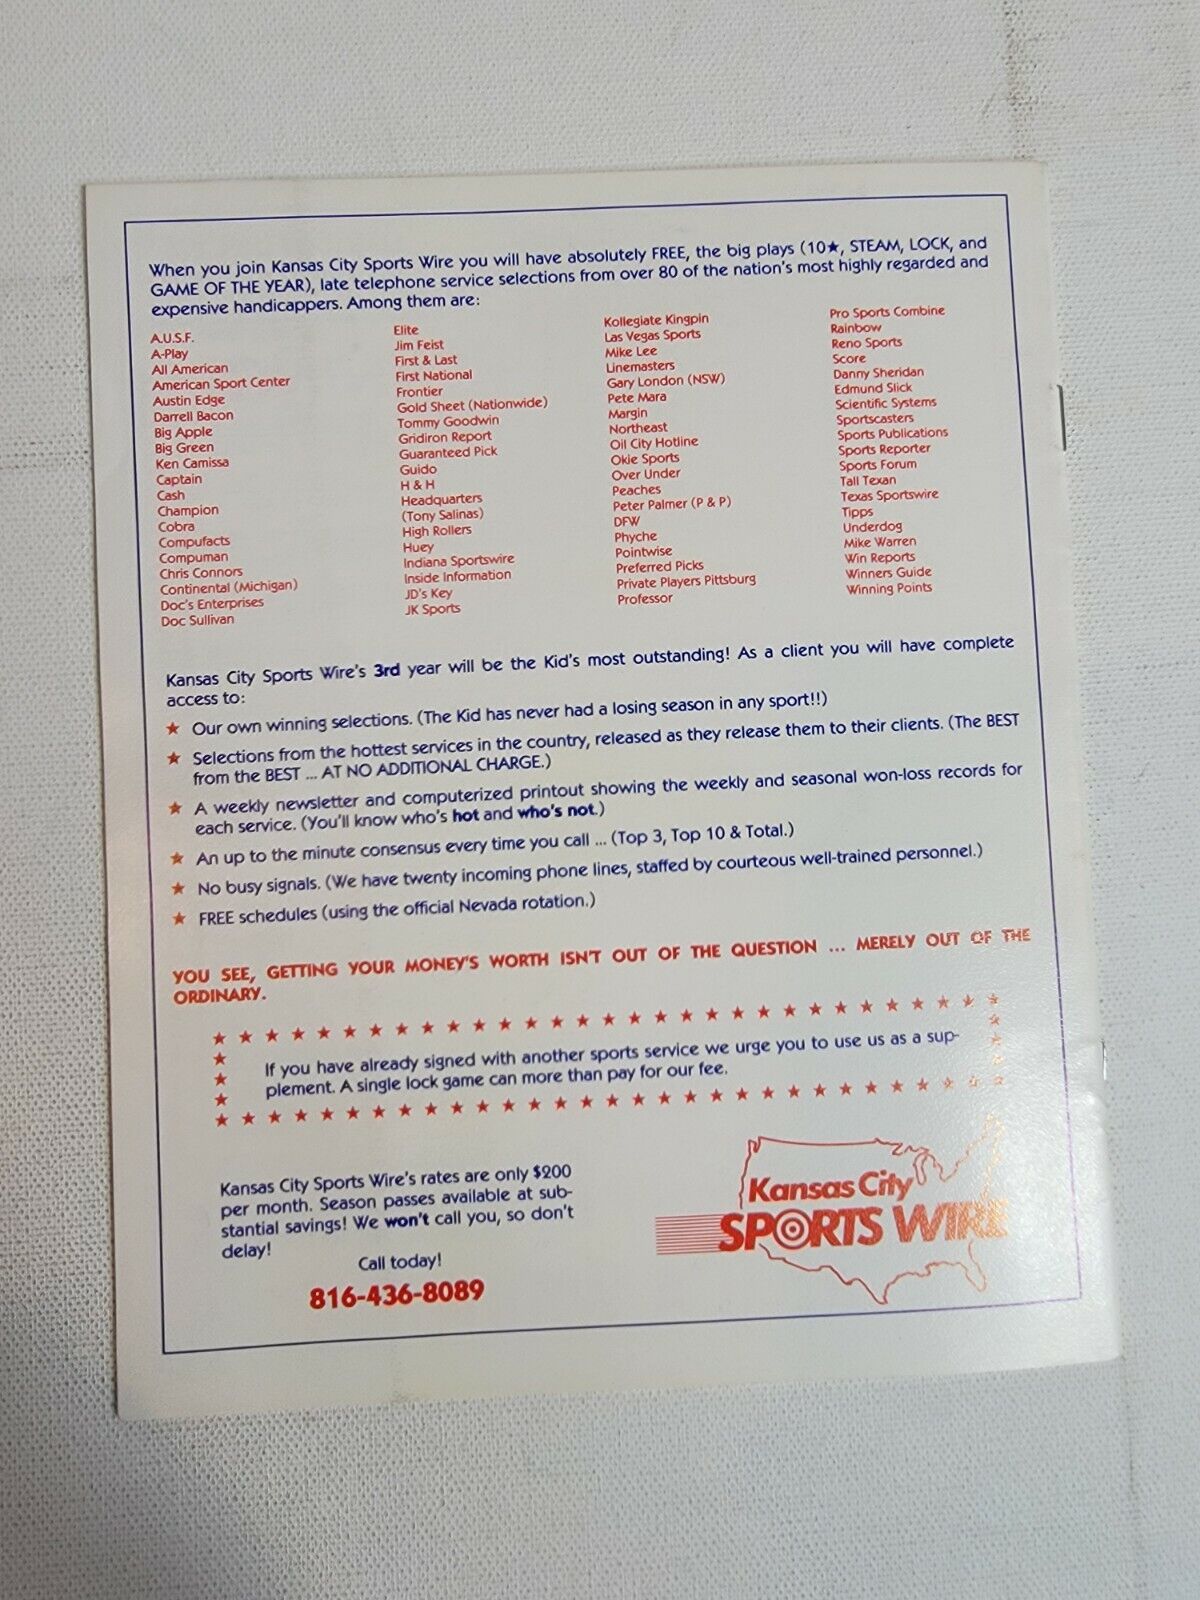 When you join Kansas City Sports Wire you will have absolutely FREE, the big plays (10★, STEAM, LOCK, and
GAME OF THE YEAR), late telephone service selections from over 80 of the nation's most highly regarded and
expensive handicappers. Among them are:
A.U.S.F.
A-Play
All American
American Sport Center
Austin Edge
Darrell Bacon
Big Apple
Big Green
Ken Camissa
Captain
Cash
Champion
Cobra
Compufacts
Compuman
Chris Connors
Continental (Michigan)
Doc's Enterprises
Doc Sullivan
Elite
Jim Feist
First & Last
First National
Frontier
Gold Sheet (Nationwide)
Tommy Goodwin
Gridiron Report
Guaranteed Pick
Guido
H & H
Headquarters
(Tony Salinas)
High Rollers
Huey
Indiana Sportswire
Inside Information
JD's Key
JK Sports
Kollegiate Kingpin
Las Vegas Sports
Mike Lee
Linemasters
Gary London (NSW)
Pete Mara
Margin
Northeast
Oil City Hotline
Okie Sports
Over Under
Peaches
Peter Palmer (P & P)
DFW
Phyche
Pointwise
Preferred Picks
Private Players Pittsburg
Professor
Pro Sports Combine
Rainbow
Reno Sports
Score
Danny Sheridan
Edmund Slick
Scientific Systems
Sportscasters
Sports Publications
Sports Reporter
Sports Forum
Tall Texan
Texas Sportswire
Tipps
Underdog
Mike Warren
Win Reports
Winners Guide
Winning Points
Kansas City Sports Wire's 3rd year will be the Kid's most outstanding! As a client you will have complete
access to:
★ Our own winning selections. (The Kid has never had a losing season in any sport!!)
★ Selections from the hottest services in the country, released as they release them to their clients. (The BEST
from the BEST ... AT NO ADDITIONAL CHARGE.)
★ A weekly newsletter and computerized printout showing the weekly and seasonal won-loss records for
each service. (You'll know who's hot and who's not.)
★ An up to the minute consensus every time you call ... (Top 3, Top 10 & Total.)
★ No busy signals. (We have twenty incoming phone lines, staffed by courteous well-trained personnel.)
★ FREE schedules (using the official Nevada rotation.)
YOU SEE, GETTING YOUR MONEY'S WORTH ISN'T OUT OF THE QUESTION ... MERELY OUT OF THE
ORDINARY.
If you have already signed with another sports service we urge you to use us as a sup-
plement. A single lock game can more than pay for our fee.
Kansas City Sports Wire's rates are only $200
per month. Season passes available at sub-
stantial savings! We won't call you, so don't
delay!
Call today!
816-436-8089
Kansas City
SPORTS WIRE